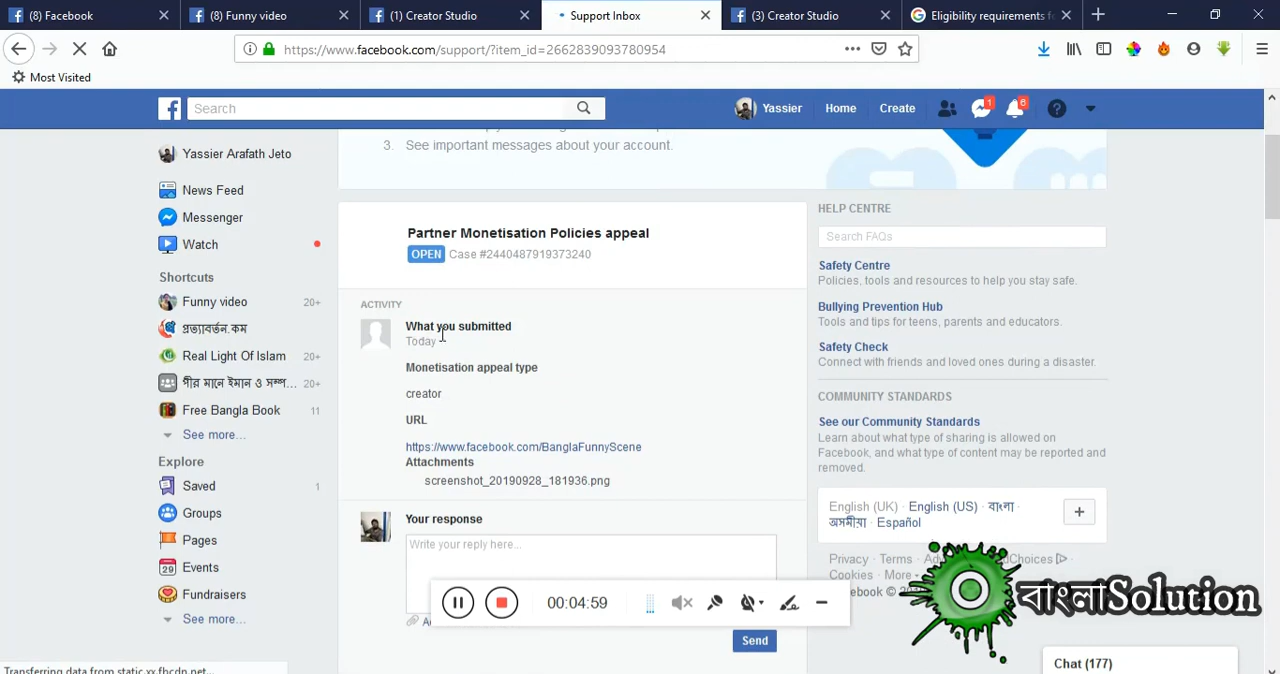 (8) Facebook
(8) Funny video
(1) Creator Studio
Support Inbox
(3) Creator Studio
Eligibility requirements f
https://www.facebook.com/support/?item_id=2662839093780954
Most Visited
Search
Yassier
Home
Create
1
6
3. See important messages about your account.
Yassier Arafath Jeto
News Feed
Messenger
Watch
Shortcuts
Funny video 20+
প্রত্যাবর্তন.কম
Real Light Of Islam 20+
পীর মানে ইমান ও সম্প... 20+
Free Bangla Book 11
See more...
Explore
Saved 1
Groups
Pages
Events
Fundraisers
See more...
Partner Monetisation Policies appeal
OPEN Case #2440487919373240
ACTIVITY
What you submitted
Today
Monetisation appeal type
creator
URL
https://www.facebook.com/BanglaFunnyScene
Attachments
screenshot_20190928_181936.png
Your response
Write your reply here...
00:04:59
Send
HELP CENTRE
Search FAQs
Safety Centre
Policies, tools and resources to help you stay safe.
Bullying Prevention Hub
Tools and tips for teens, parents and educators.
Safety Check
Connect with friends and loved ones during a disaster.
COMMUNITY STANDARDS
See our Community Standards
Learn about what type of sharing is allowed on
Facebook, and what type of content may be reported and
removed.
English (UK) · English (US) · বাংলা ·
অসমীয়া · Español
Privacy · Terms ·
Cookies · More
Facebook ©
বাংলাSolution
Chat (177)
Transferring data from static.xx.fbcdn.net...